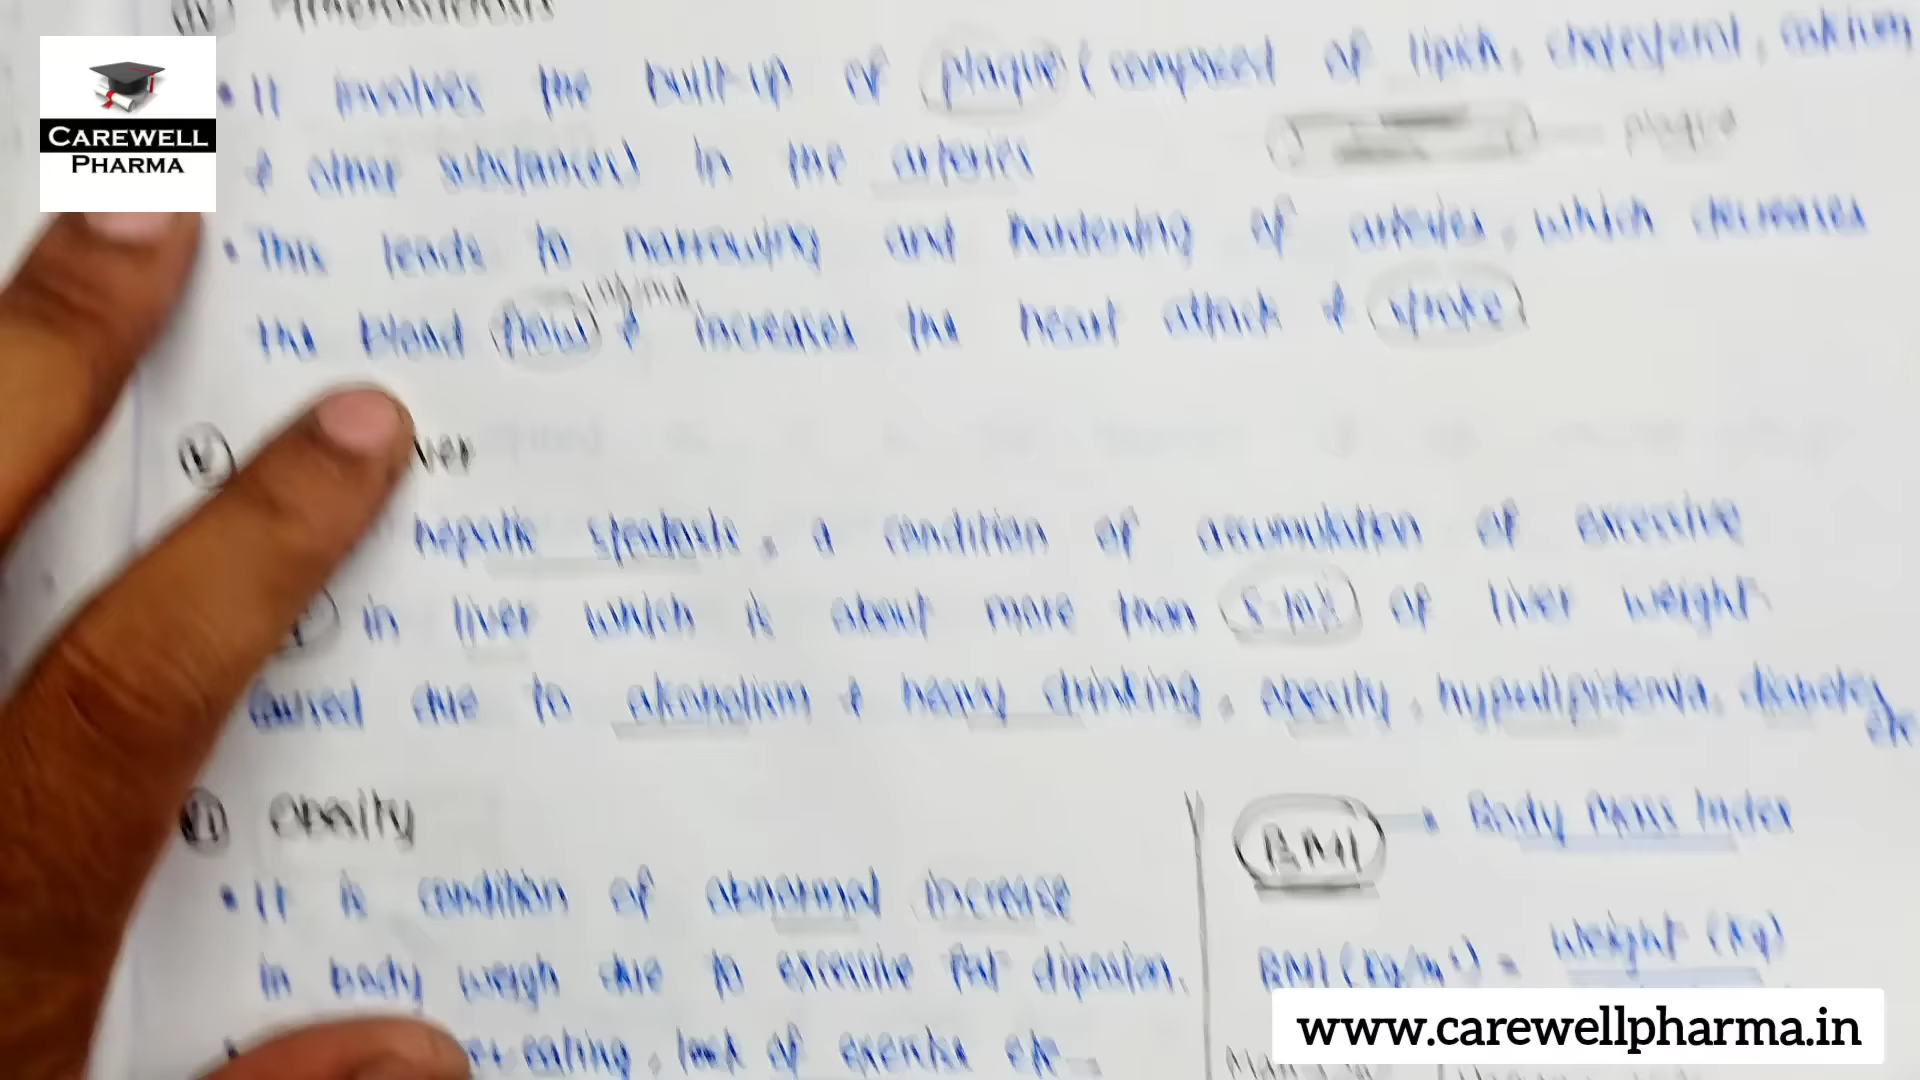 (iv) Atherosclerosis
• It involves the built-up of plaque (composed of lipids, cholesterol, calcium
& other substances) in the arteries
plaque
• This leads to narrowing and hardening of arteries, which decreases
the blood flow & increases the heart attack & stroke
(v) ver
hepatic steatosis, a condition of accumulation of excessive
in liver which is about more than 5-10% of liver weight
caused due to alcoholism & heavy drinking, obesity, hyperlipidemia, diabetes
etc
(vi) Obesity
• It is condition of abnormal increase
in body weigh due to excessive fat
eating, lack of exercise etc
BMI • Body Mass Index
BMI (kg/m²) = weight (kg)
CAREWELL
PHARMA
www.carewellpharma.in